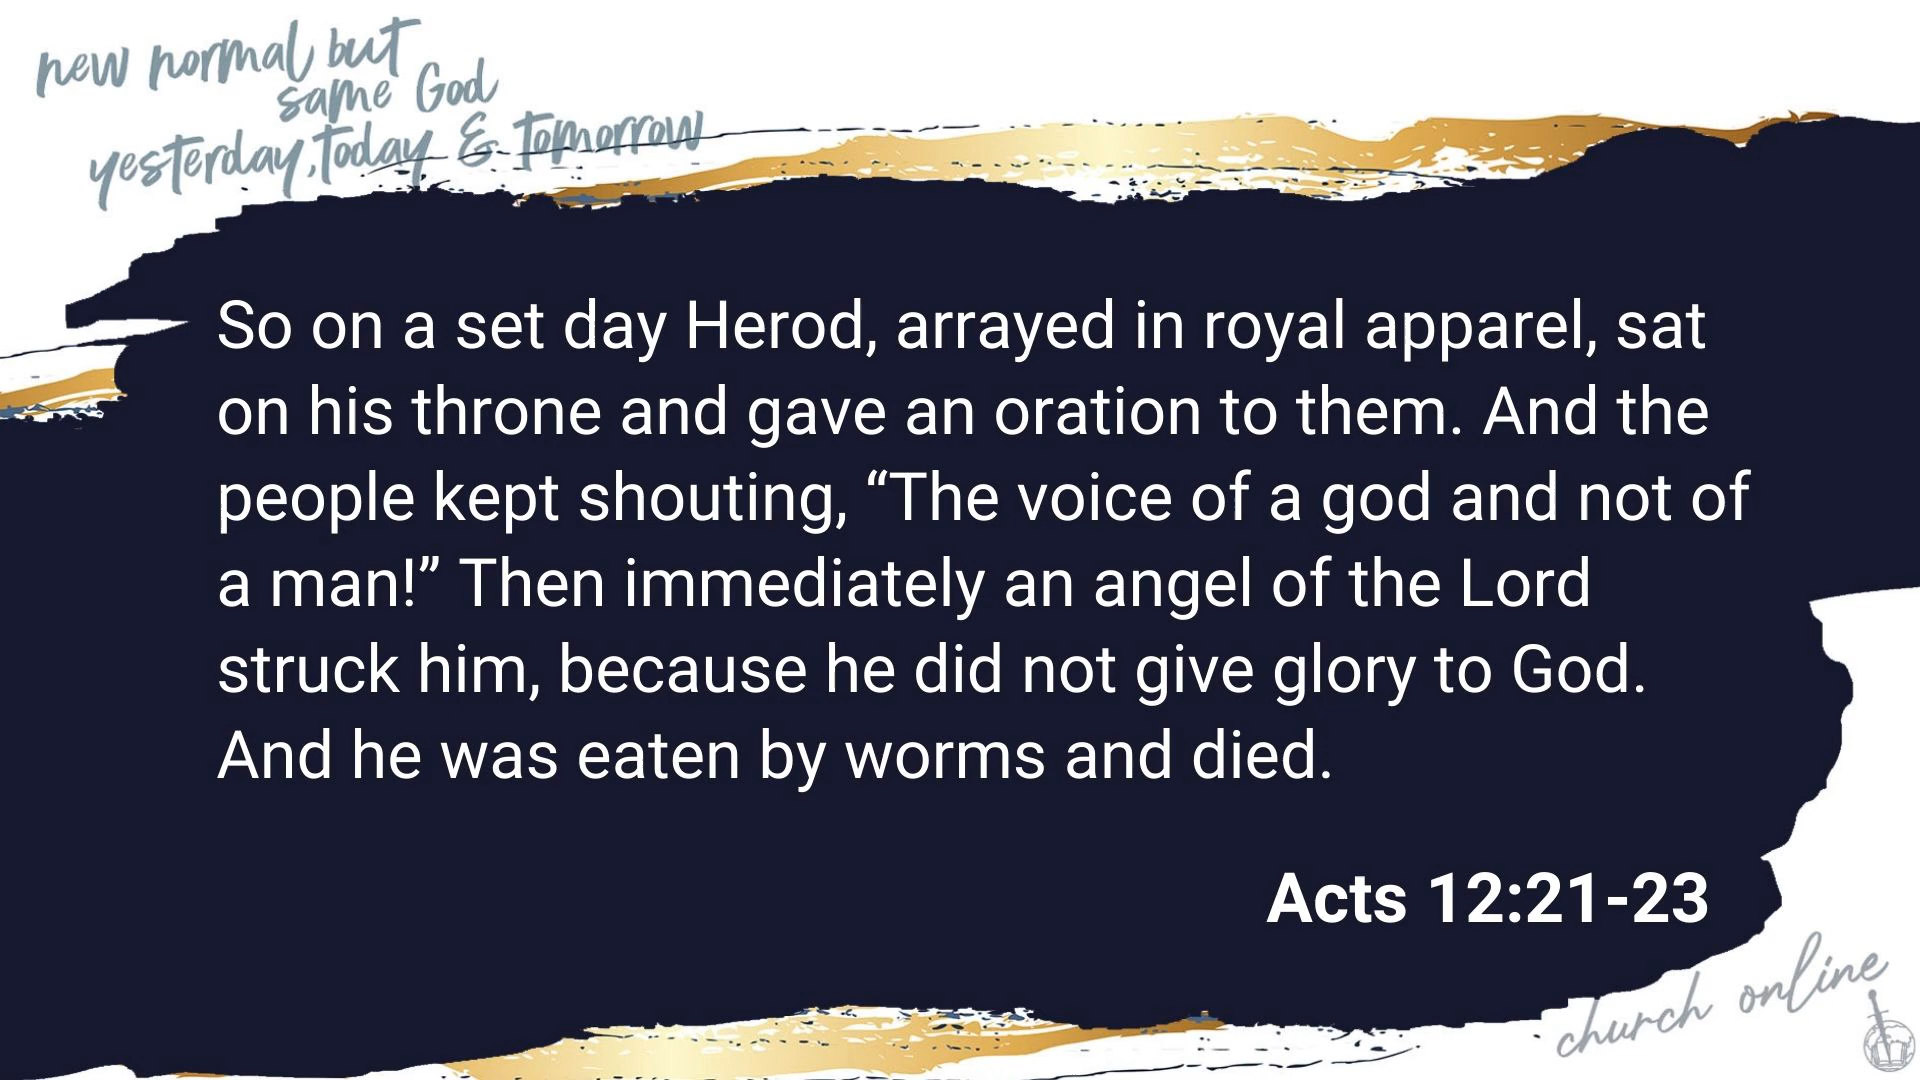 new normal but
same God
yesterday, today & tomorrow
So on a set day Herod, arrayed in royal apparel, sat
on his throne and gave an oration to them. And the
people kept shouting, “The voice of a god and not of
a man!” Then immediately an angel of the Lord
struck him, because he did not give glory to God.
And he was eaten by worms and died.
Acts 12:21-23
church online